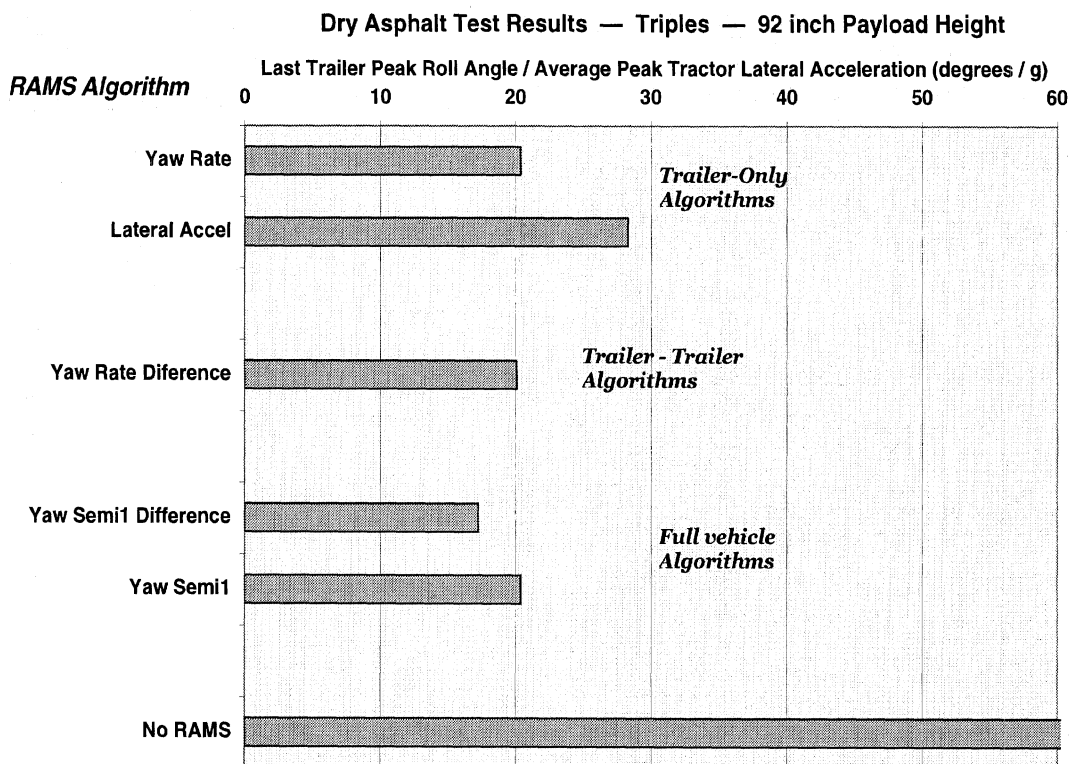 Dry Asphalt Test Results — Triples — 92 inch Payload Height
Last Trailer Peak Roll Angle / Average Peak Tractor Lateral Acceleration (degrees / g)
RAMS Algorithm
0 10 20 30 40 50 60
Yaw Rate
Trailer-Only
Algorithms
Lateral Accel
Trailer - Trailer
Algorithms
Yaw Rate Diference
Yaw Semi1 Difference
Full vehicle
Algorithms
Yaw Semi1
No RAMS